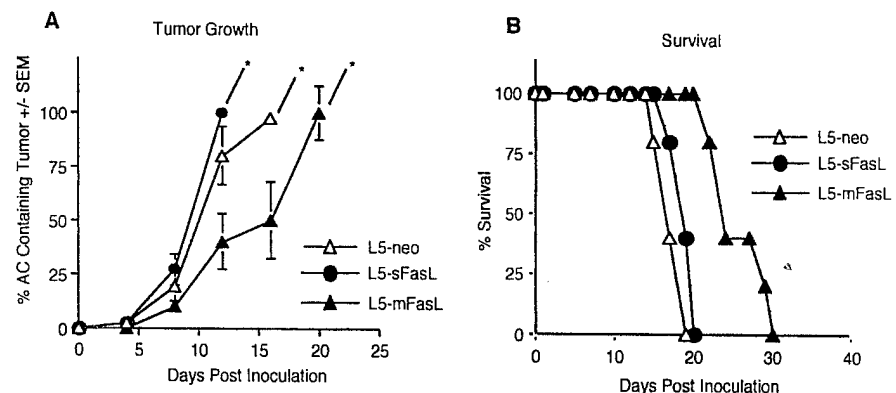 A
Tumor Growth
% AC Containing Tumor +/- SEM
100
75
50
25
0
* * *
L5-neo
L5-sFasL
L5-mFasL
0 5 10 15 20 25
Days Post Inoculation
B
Survival
% Survival
100
75
50
25
0
L5-neo
L5-sFasL
L5-mFasL
0 10 20 30 40
Days Post Inoculation